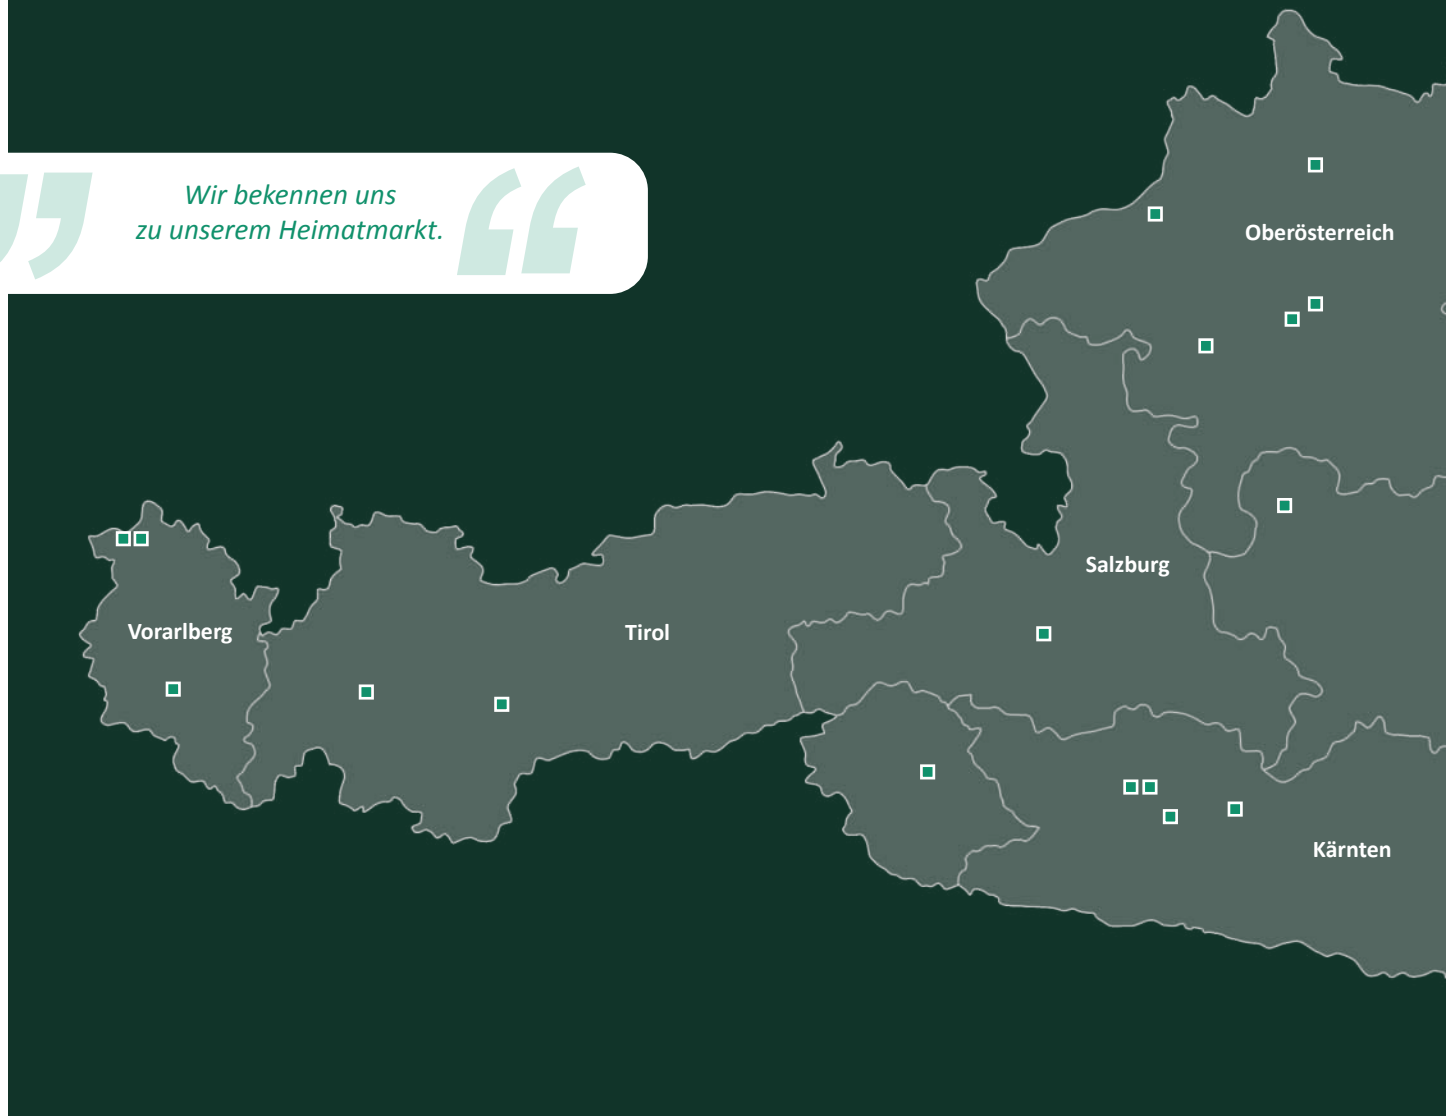 Wir bekennen uns
zu unserem Heimatmarkt.
Oberösterreich
Salzburg
Vorarlberg
Tirol
Kärnten